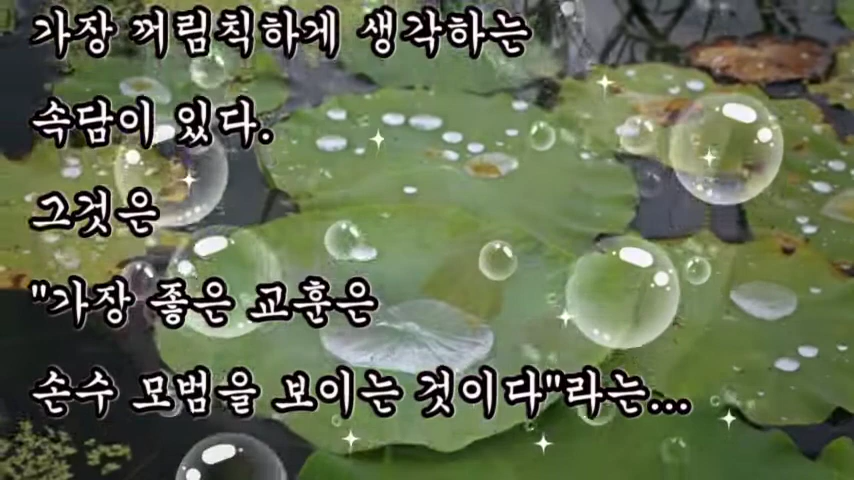 가장 꺼림칙하게 생각하는
속담이 있다.
그것은
"가장 좋은 교훈은
손수 모범을 보이는 것이다"라는...